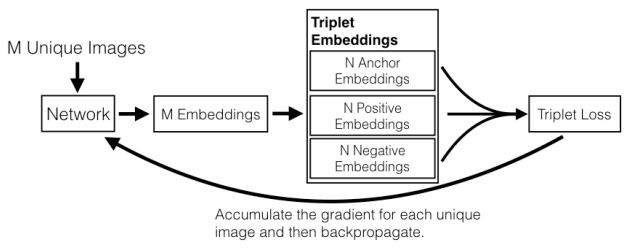 M Unique Images
Network
M Embeddings
Triplet
Embeddings
N Anchor
Embeddings
N Positive
Embeddings
N Negative
Embeddings
Triplet Loss
Accumulate the gradient for each unique
image and then backpropagate.